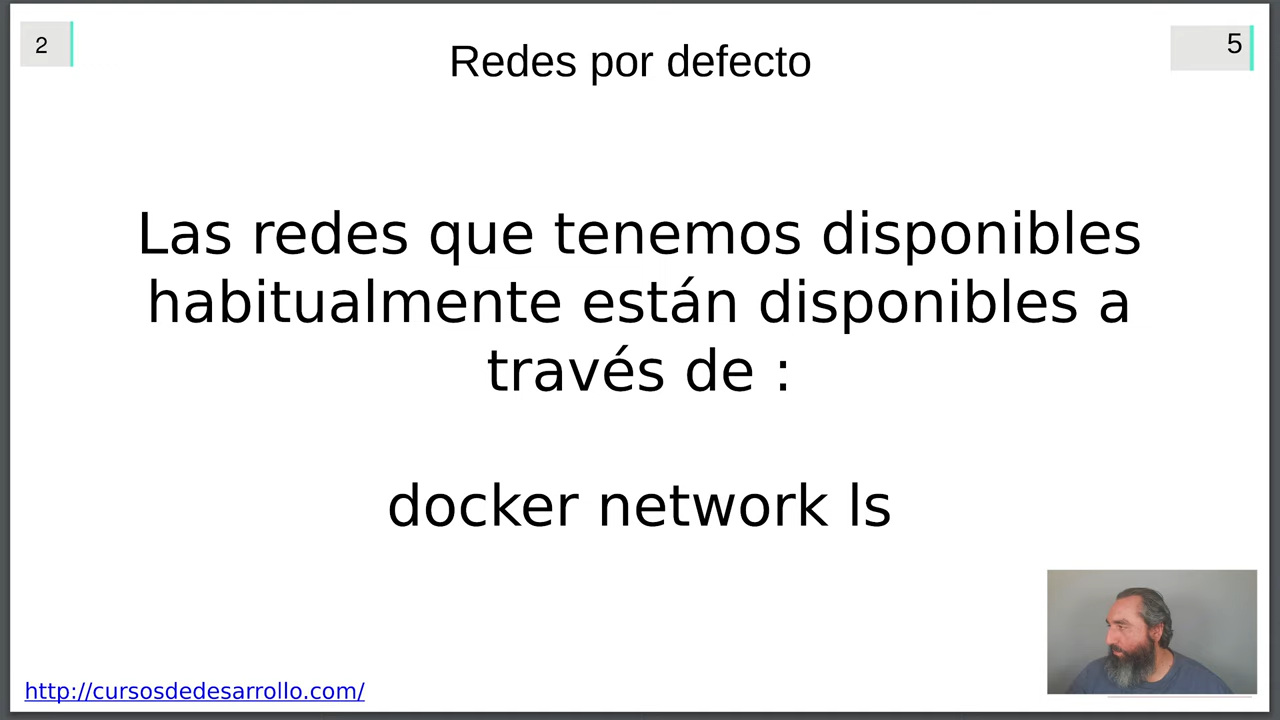 2
Redes por defecto
5
Las redes que tenemos disponibles
habitualmente están disponibles a
través de :
docker network ls
http://cursosdedesarrollo.com/